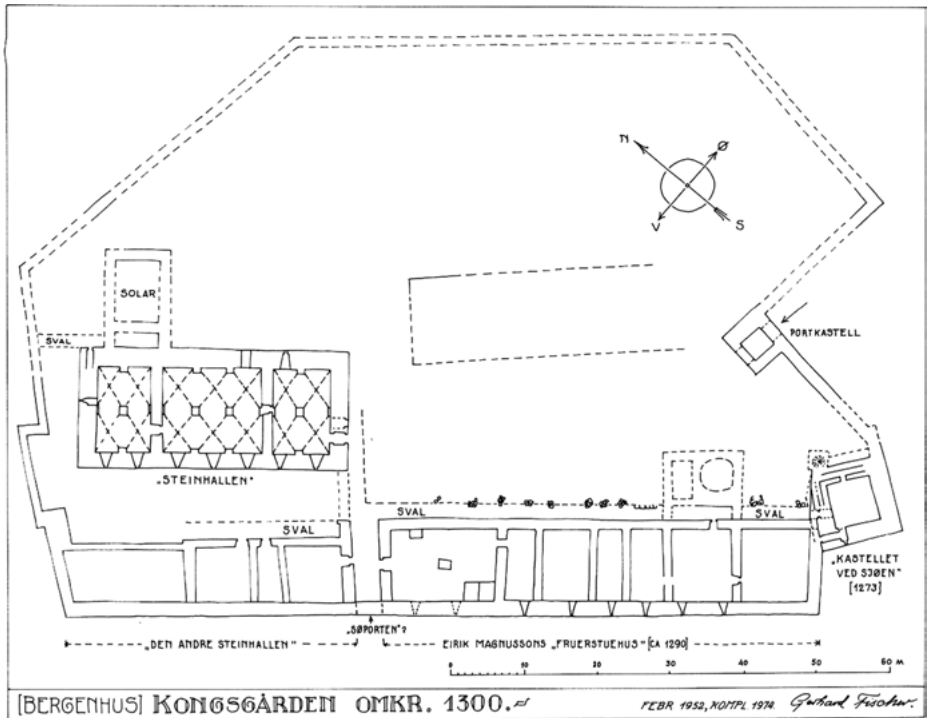 N
Ø
V
S
SOLAR
SVAL
PORTKASTELL
„STEINHALLEN"
SVAL
SVAL
SVAL
„KASTELLET
VED SJØEN"
[1273]
„SØPORTEN"?
„DEN ANDRE STEINHALLEN"
EIRIK MAGNUSSONS „FRUERSTUEHUS" [CA 1290]
0 10 20 30 40 50 60 M
[BERGENHUS] KONGSGÅRDEN OMKR. 1300.
FEBR 1952, KOMPL 1974. Gerhard Fischer.